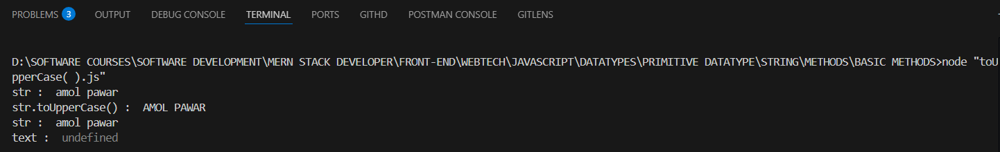 PROBLEMS 3 OUTPUT DEBUG CONSOLE TERMINAL PORTS GITHD POSTMAN CONSOLE GITLENS
D:\SOFTWARE COURSES\SOFTWARE DEVELOPMENT\MERN STACK DEVELOPER\FRONT-END\WEBTECH\JAVASCRIPT\DATATYPES\PRIMITIVE DATATYPE\STRING\METHODS\BASIC METHODS>node "toU
pperCase( ).js"
str :  amol pawar
str.toUpperCase() :  AMOL PAWAR
str :  amol pawar
text :  undefined